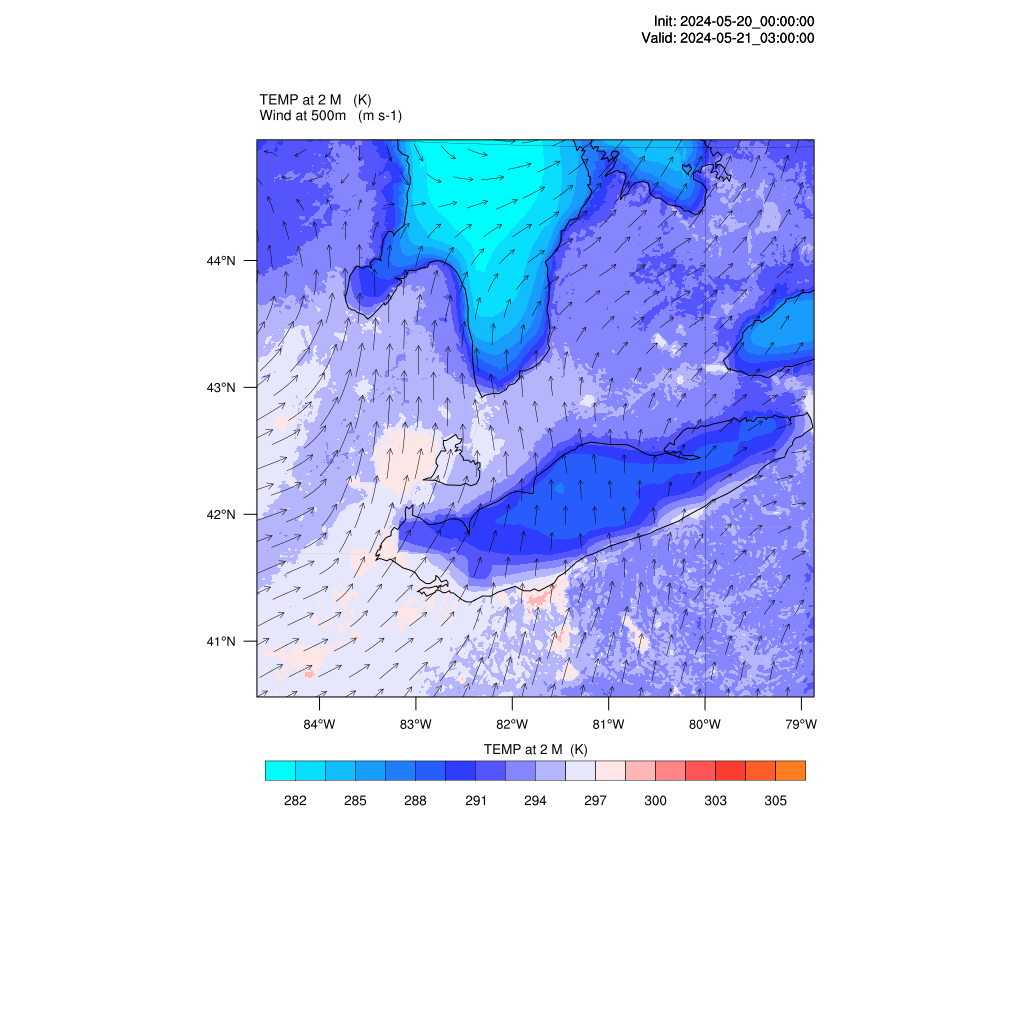 Init: 2024-05-20_00:00:00
Valid: 2024-05-21_03:00:00
TEMP at 2 M (K)
Wind at 500m (m s-1)
44°N
43°N
42°N
41°N
84°W 83°W 82°W 81°W 80°W 79°W
TEMP at 2 M (K)
282 285 288 291 294 297 300 303 305